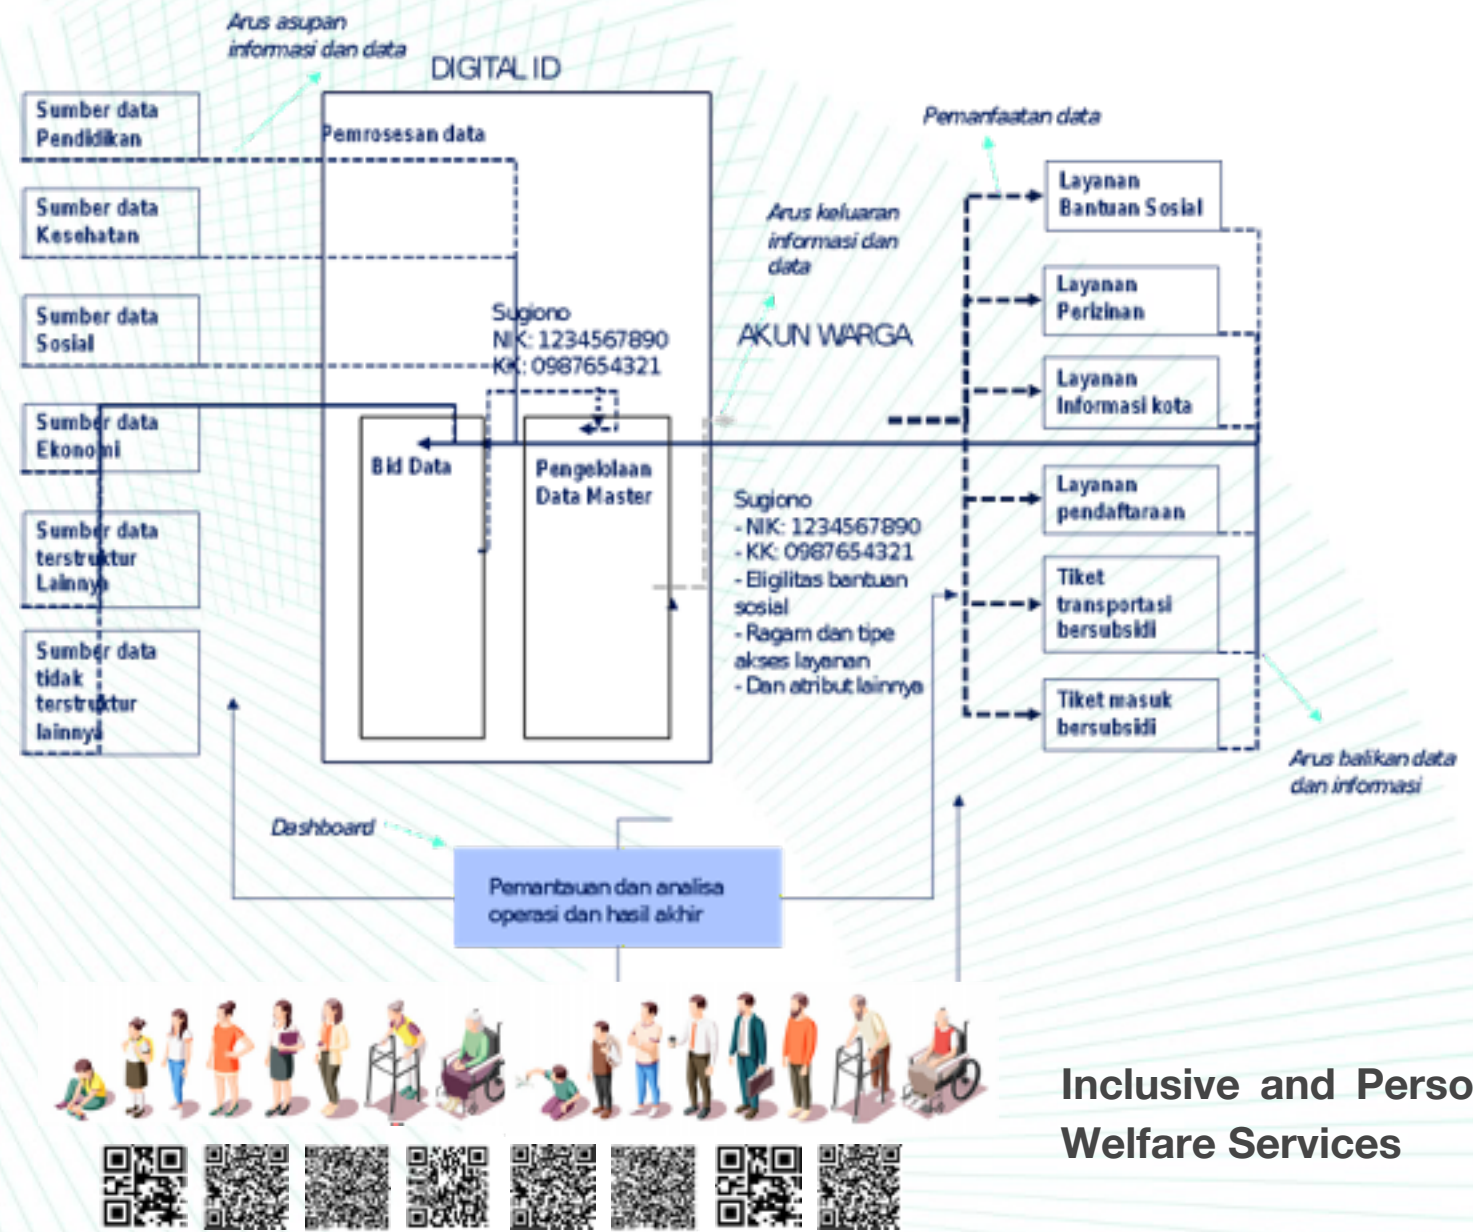 Arus asupan
informasi dan data
DIGITAL ID
Sumber data
Pendidikan
Sumber data
Kesehatan
Sumber data
Sosial
Sumber data
Ekonomi
Sumber data
terstruktur
Lainnya
Sumber data
tidak
terstruktur
lainnya
Pemrosesan data
Sugiono
NIK: 1234567890
KK: 0987654321
Bid Data
Pengelolaan
Data Master
Arus keluaran
informasi dan
data
AKUN WARGA
Sugiono
- NIK: 1234567890
- KK: 0987654321
- Eligilitas bantuan
sosial
- Ragam dan tipe
akses layanan
- Dan atribut lainnya
Pemanfaatan data
Layanan
Bantuan Sosial
Layanan
Perizinan
Layanan
Informasi kota
Layanan
pendaftaraan
Tiket
transportasi
bersubsidi
Tiket masuk
bersubsidi
Arus balikan data
dan informasi
Dashboard
Pemantauan dan analisa
operasi dan hasil akhir
Inclusive and Perso
Welfare Services